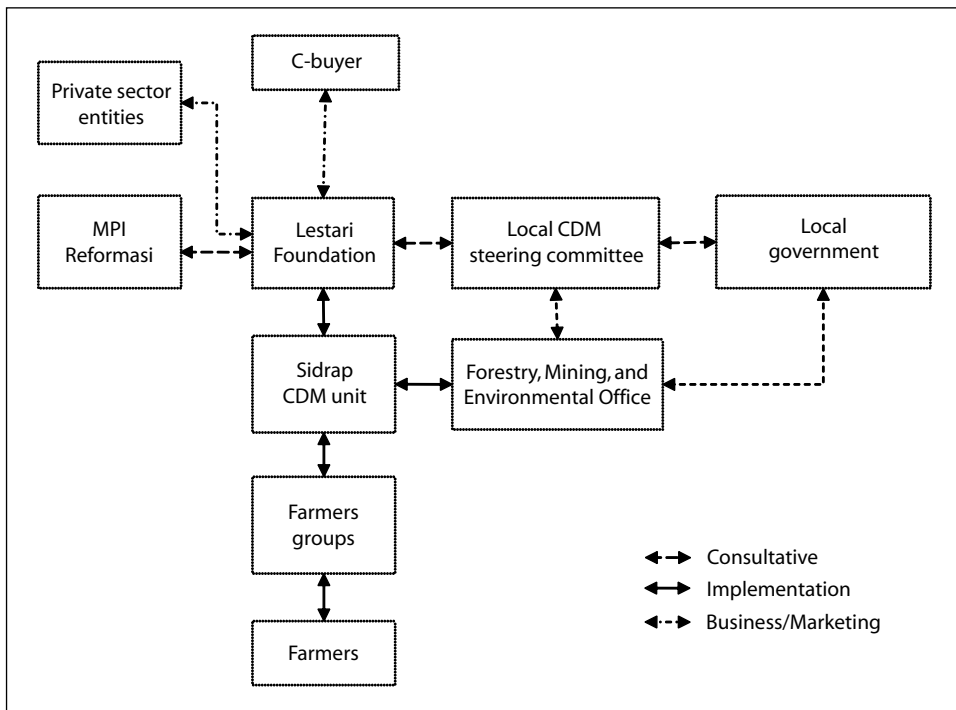 C-buyer
Private sector
entities
MPI
Reformasi
Lestari
Foundation
Local CDM
steering committee
Local
government
Sidrap
CDM unit
Forestry, Mining, and
Environmental Office
Farmers
groups
Farmers
Consultative
Implementation
Business/Marketing